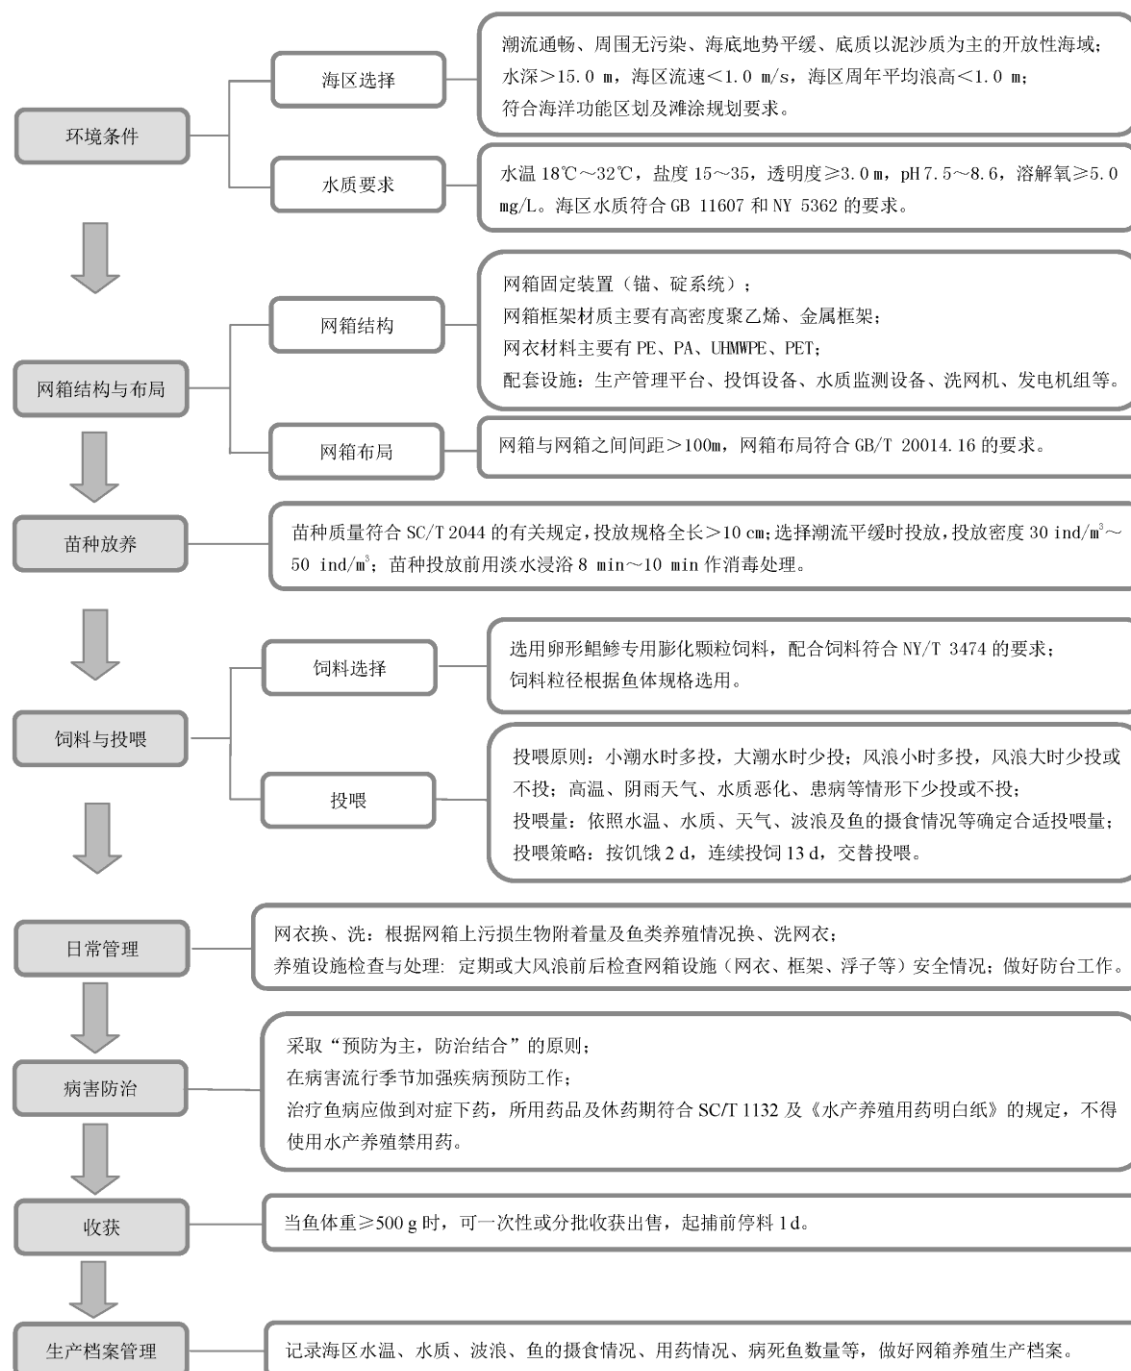 环境条件
海区选择
潮流通畅、周围无污染、海底地势平缓、底质以泥沙质为主的开放性海域；
水深＞15.0 m，海区流速＜1.0 m/s，海区周年平均浪高＜1.0 m；
符合海洋功能区划及滩涂规划要求。
水质要求
水温 18℃～32℃，盐度 15～35，透明度≥3.0 m，pH 7.5～8.6，溶解氧≥5.0
mg/L。海区水质符合 GB 11607 和 NY 5362 的要求。
网箱结构与布局
网箱结构
网箱固定装置（锚、碇系统）；
网箱框架材质主要有高密度聚乙烯、金属框架；
网衣材料主要有 PE、PA、UHMWPE、PET；
配套设施：生产管理平台、投饵设备、水质监测设备、洗网机、发电机组等。
网箱布局
网箱与网箱之间间距＞100m，网箱布局符合 GB/T 20014.16 的要求。
苗种放养
苗种质量符合 SC/T 2044 的有关规定，投放规格全长＞10 cm；选择潮流平缓时投放，投放密度 30 ind/m³～
50 ind/m³；苗种投放前用淡水浸浴 8 min～10 min 作消毒处理。
饲料与投喂
饲料选择
选用卵形鲳鲹专用膨化颗粒饲料，配合饲料符合 NY/T 3474 的要求；
饲料粒径根据鱼体规格选用。
投喂
投喂原则：小潮水时多投，大潮水时少投；风浪小时多投，风浪大时少投或
不投；高温、阴雨天气、水质恶化、患病等情形下少投或不投；
投喂量：依照水温、水质、天气、波浪及鱼的摄食情况等确定合适投喂量；
投喂策略：按饥饿 2 d，连续投饲 13 d，交替投喂。
日常管理
网衣换、洗：根据网箱上污损生物附着量及鱼类养殖情况换、洗网衣；
养殖设施检查与处理：定期或大风浪前后检查网箱设施（网衣、框架、浮子等）安全情况；做好防台工作。
病害防治
采取“预防为主，防治结合”的原则；
在病害流行季节加强疾病预防工作；
治疗鱼病应做到对症下药，所用药品及休药期符合 SC/T 1132 及《水产养殖用药明白纸》的规定，不得
使用水产养殖禁用药。
收获
当鱼体重≥500 g 时，可一次性或分批收获出售，起捕前停料 1 d。
生产档案管理
记录海区水温、水质、波浪、鱼的摄食情况、用药情况、病死鱼数量等，做好网箱养殖生产档案。